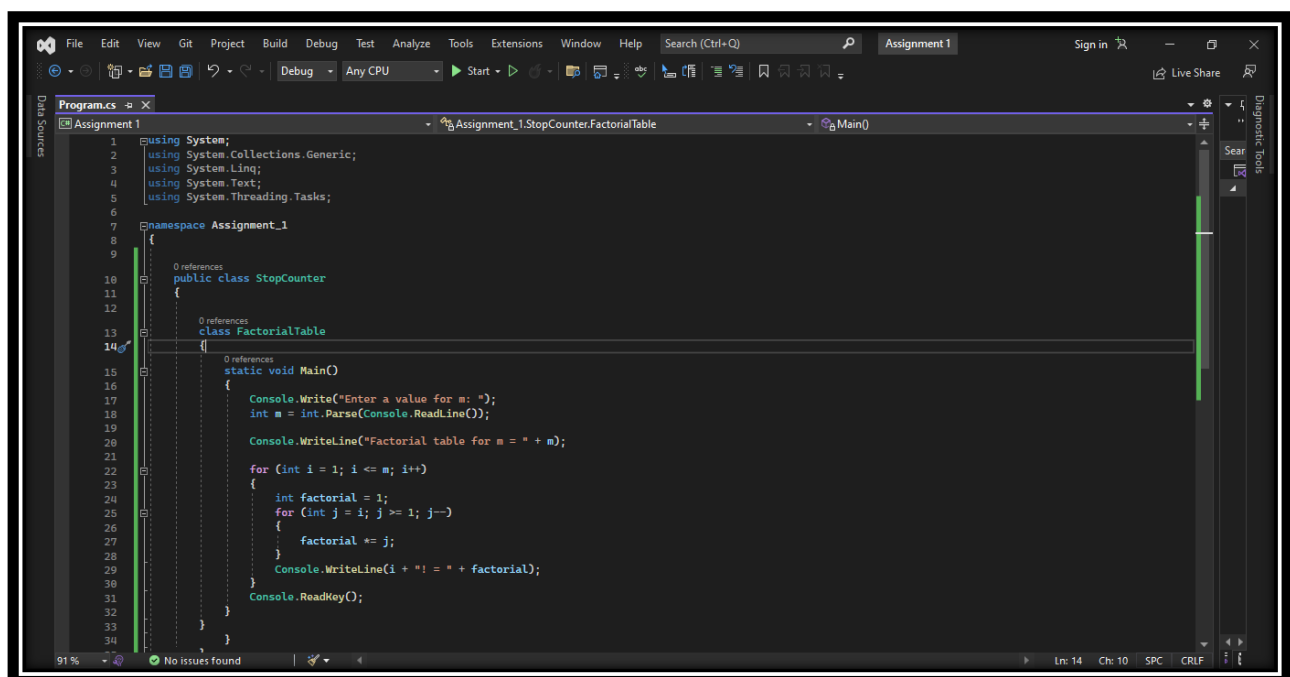 File Edit View Git Project Build Debug Test Analyze Tools Extensions Window Help Search (Ctrl+Q) Assignment 1 Sign in
Debug Any CPU Start Live Share
Program.cs
Assignment 1 Assignment_1.StopCounter.FactorialTable Main()
Data Sources
Diagnostic Tools
Sear
1 using System;
2 using System.Collections.Generic;
3 using System.Linq;
4 using System.Text;
5 using System.Threading.Tasks;
6
7 namespace Assignment_1
8 {
9
0 references
10 public class StopCounter
11 {
12
0 references
13 class FactorialTable
14 {
0 references
15 static void Main()
16 {
17 Console.Write("Enter a value for m: ");
18 int m = int.Parse(Console.ReadLine());
19
20 Console.WriteLine("Factorial table for m = " + m);
21
22 for (int i = 1; i <= m; i++)
23 {
24 int factorial = 1;
25 for (int j = i; j >= 1; j--)
26 {
27 factorial *= j;
28 }
29 Console.WriteLine(i + "! = " + factorial);
30 }
31 Console.ReadKey();
32 }
33 }
34 }
91 % No issues found Ln: 14 Ch: 10 SPC CRLF